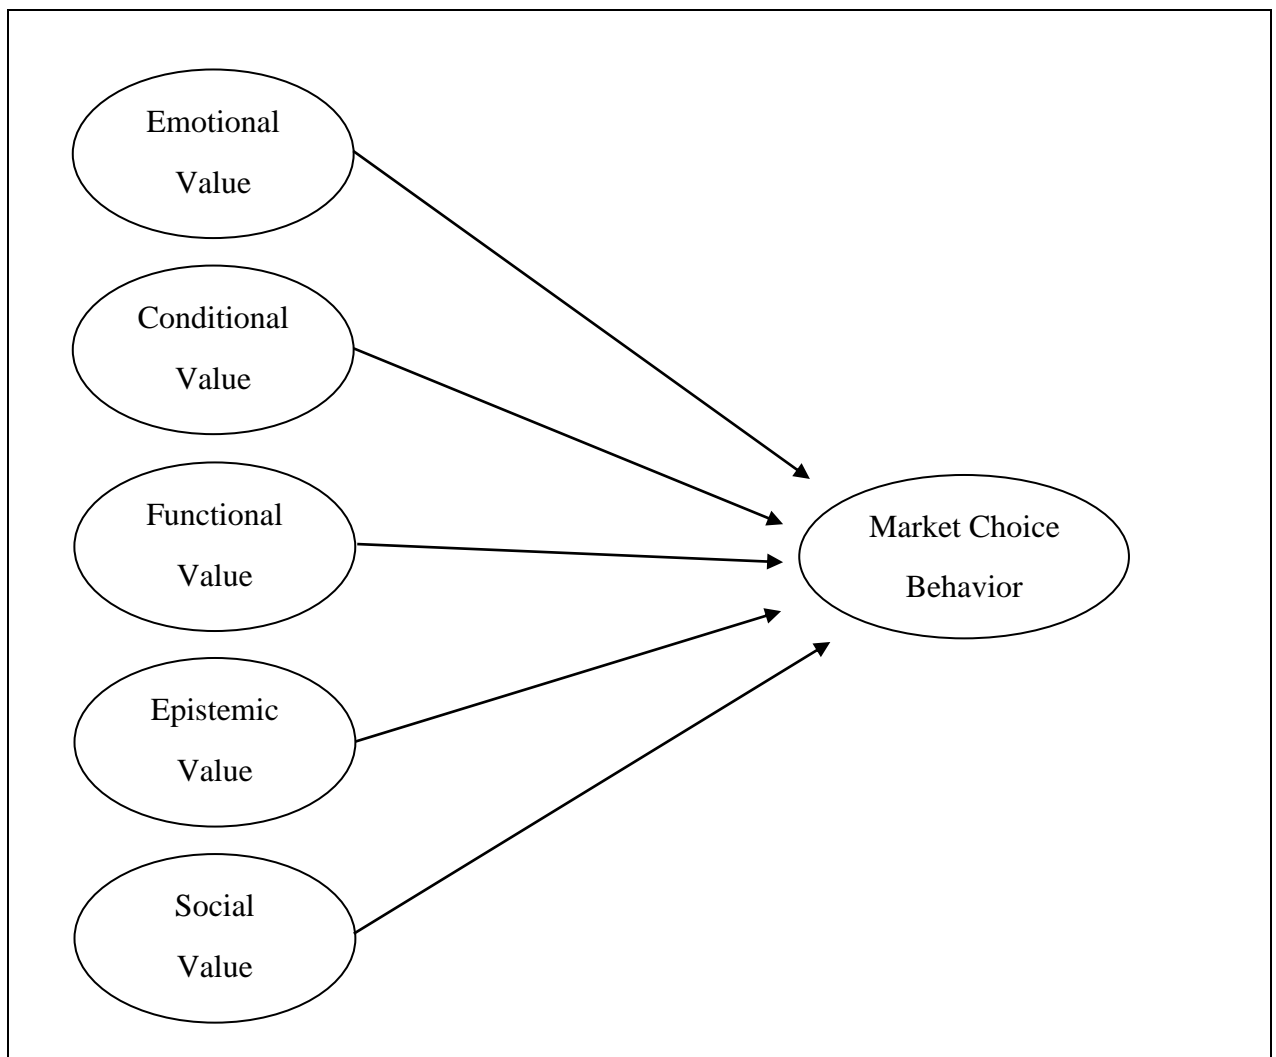 Emotional
Value
Conditional
Value
Functional
Value
Market Choice
Behavior
Epistemic
Value
Social
Value